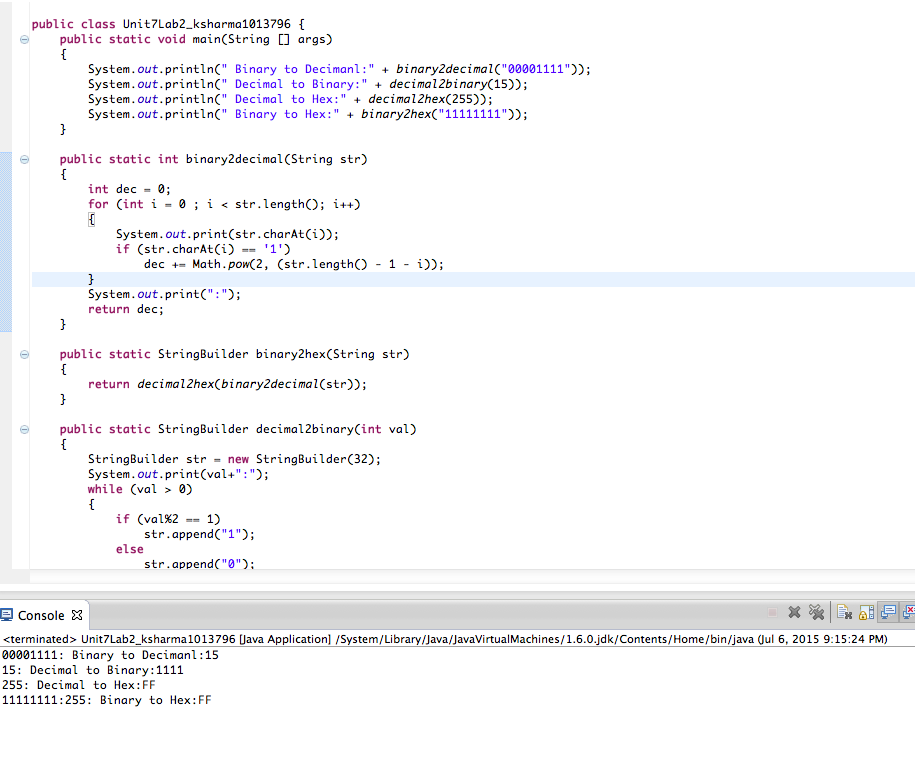 public class Unit7Lab2_ksharma1013796 {
public static void main(String [] args)
{
System.out.println(" Binary to Decimanl:" + binary2decimal("00001111"));
System.out.println(" Decimal to Binary:" + decimal2binary(15));
System.out.println(" Decimal to Hex:" + decimal2hex(255));
System.out.println(" Binary to Hex:" + binary2hex("11111111"));
}
public static int binary2decimal(String str)
{
int dec = 0;
for (int i = 0 ; i < str.length(); i++)
{
System.out.print(str.charAt(i));
if (str.charAt(i) == '1')
dec += Math.pow(2, (str.length() - 1 - i));
}
System.out.print(":");
return dec;
}
public static StringBuilder binary2hex(String str)
{
return decimal2hex(binary2decimal(str));
}
public static StringBuilder decimal2binary(int val)
{
StringBuilder str = new StringBuilder(32);
System.out.print(val+":");
while (val > 0)
{
if (val%2 == 1)
str.append("1");
else
str.append("0");
Console
<terminated> Unit7Lab2_ksharma1013796 [Java Application] /System/Library/Java/JavaVirtualMachines/1.6.0.jdk/Contents/Home/bin/java (Jul 6, 2015 9:15:24 PM)
00001111: Binary to Decimanl:15
15: Decimal to Binary:1111
255: Decimal to Hex:FF
11111111:255: Binary to Hex:FF